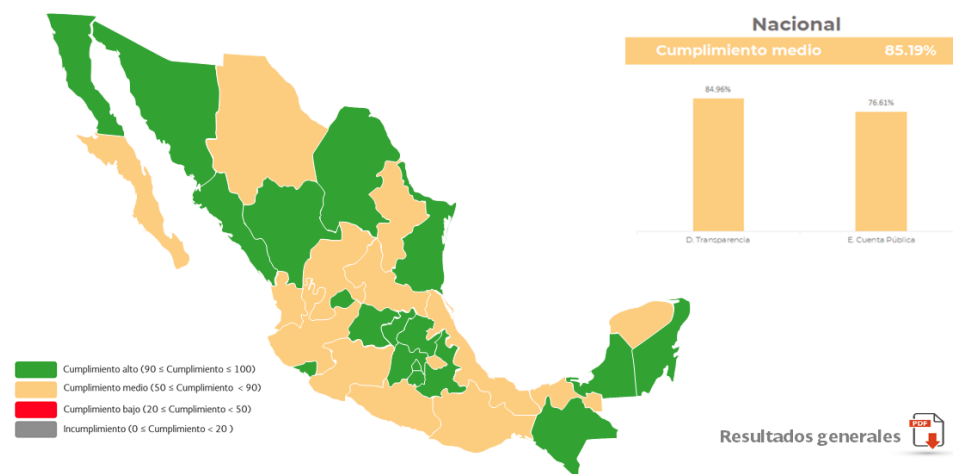 Nacional
Cumplimiento medio 85.19%
84.96%
76.61%
D. Transparencia
E. Cuenta Pública
Cumplimiento alto (90 ≤ Cumplimiento ≤ 100)
Cumplimiento medio (50 ≤ Cumplimiento < 90)
Cumplimiento bajo (20 ≤ Cumplimiento < 50)
Incumplimiento (0 ≤ Cumplimiento < 20 )
Resultados generales
PDF